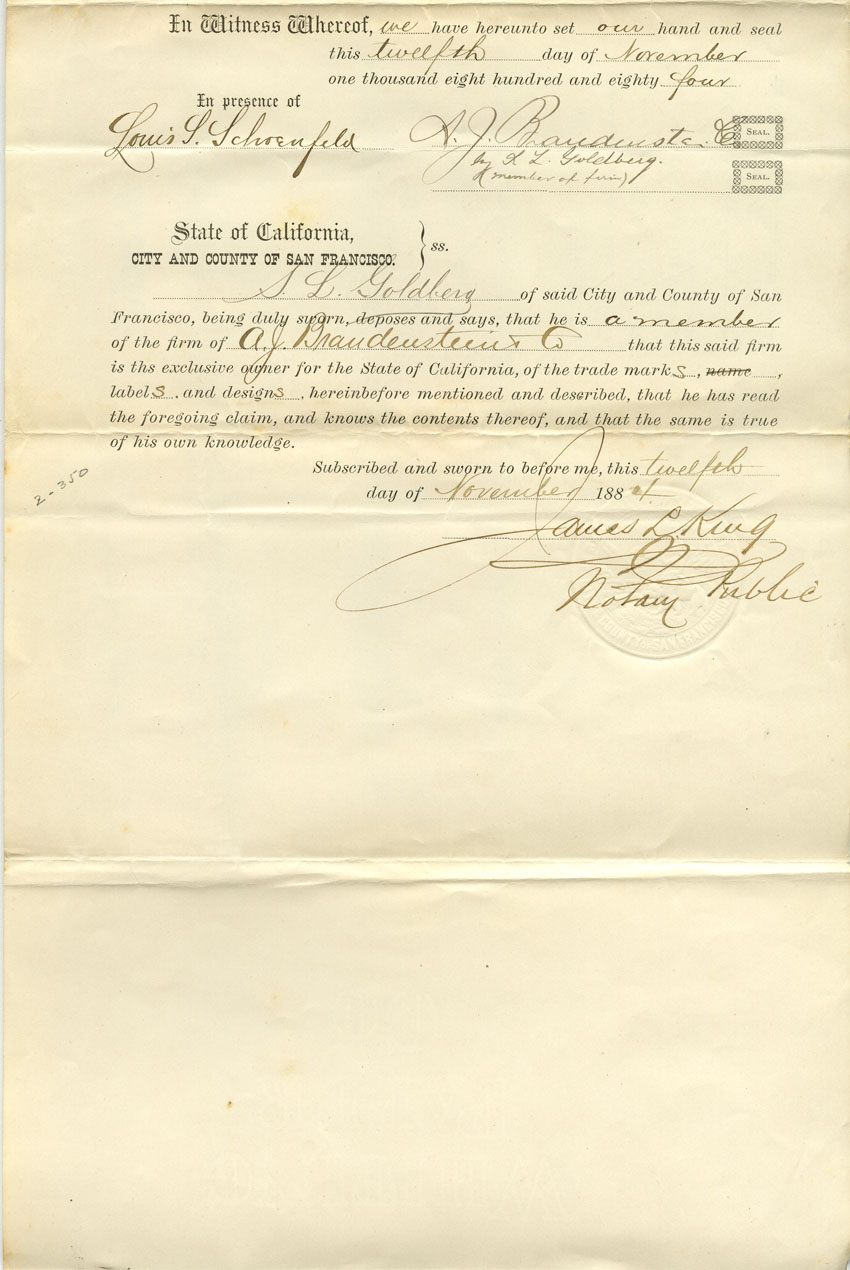 In Witness Whereof, we have hereunto set our hand and seal
this twelfth day of November
one thousand eight hundred and eighty four
In presence of
Louis S. Schoenfeld A. J. Brandenste. & Co SEAL.
by S. L. Goldberg.
(member of firm) SEAL.
State of California,
CITY AND COUNTY OF SAN FRANCISCO. } ss.
S. L. Goldberg of said City and County of San
Francisco, being duly sworn, deposes and says, that he is a member
of the firm of A. J. Brandenstein & Co that this said firm
is ths exclusive owner for the State of California, of the trade mark s, name,
label s. and design s, hereinbefore mentioned and described, that he has read
the foregoing claim, and knows the contents thereof, and that the same is true
of his own knowledge.
2-350
Subscribed and sworn to before me, this twelfth
day of November 1884
James L. King
Notary Public